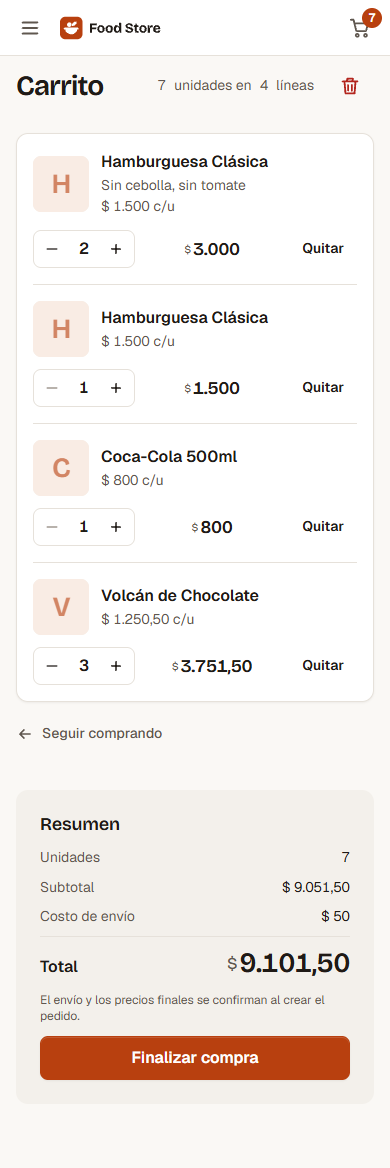 Food Store
7
Carrito
7 unidades en 4 líneas
H
Hamburguesa Clásica
Sin cebolla, sin tomate
$ 1.500 c/u
2
$3.000
Quitar
H
Hamburguesa Clásica
$ 1.500 c/u
1
$1.500
Quitar
C
Coca-Cola 500ml
$ 800 c/u
1
$800
Quitar
V
Volcán de Chocolate
$ 1.250,50 c/u
3
$3.751,50
Quitar
Seguir comprando
Resumen
Unidades 7
Subtotal $ 9.051,50
Costo de envío $ 50
Total $9.101,50
El envío y los precios finales se confirman al crear el
pedido.
Finalizar compra